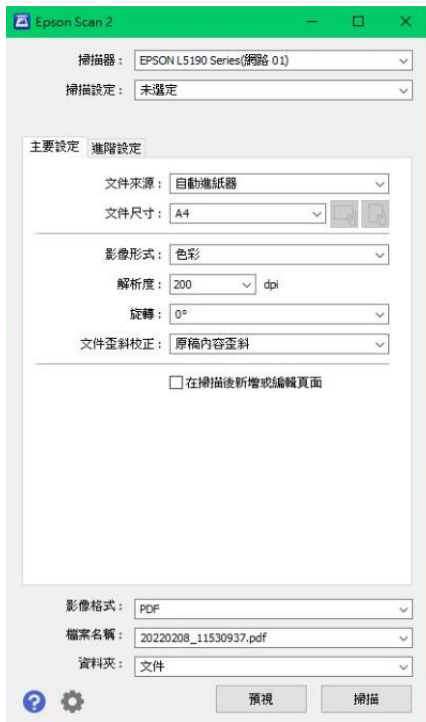 Epson Scan 2
掃描器： EPSON L5190 Series(網路 01)
掃描設定： 未選定
主要設定 進階設定
文件來源： 自動進紙器
文件尺寸： A4
影像形式： 色彩
解析度： 200 dpi
旋轉： 0°
文件歪斜校正： 原稿內容歪斜
在掃描後新增或編輯頁面
影像格式： PDF
檔案名稱： 20220208_11530937.pdf
資料夾： 文件
? 預視 掃描